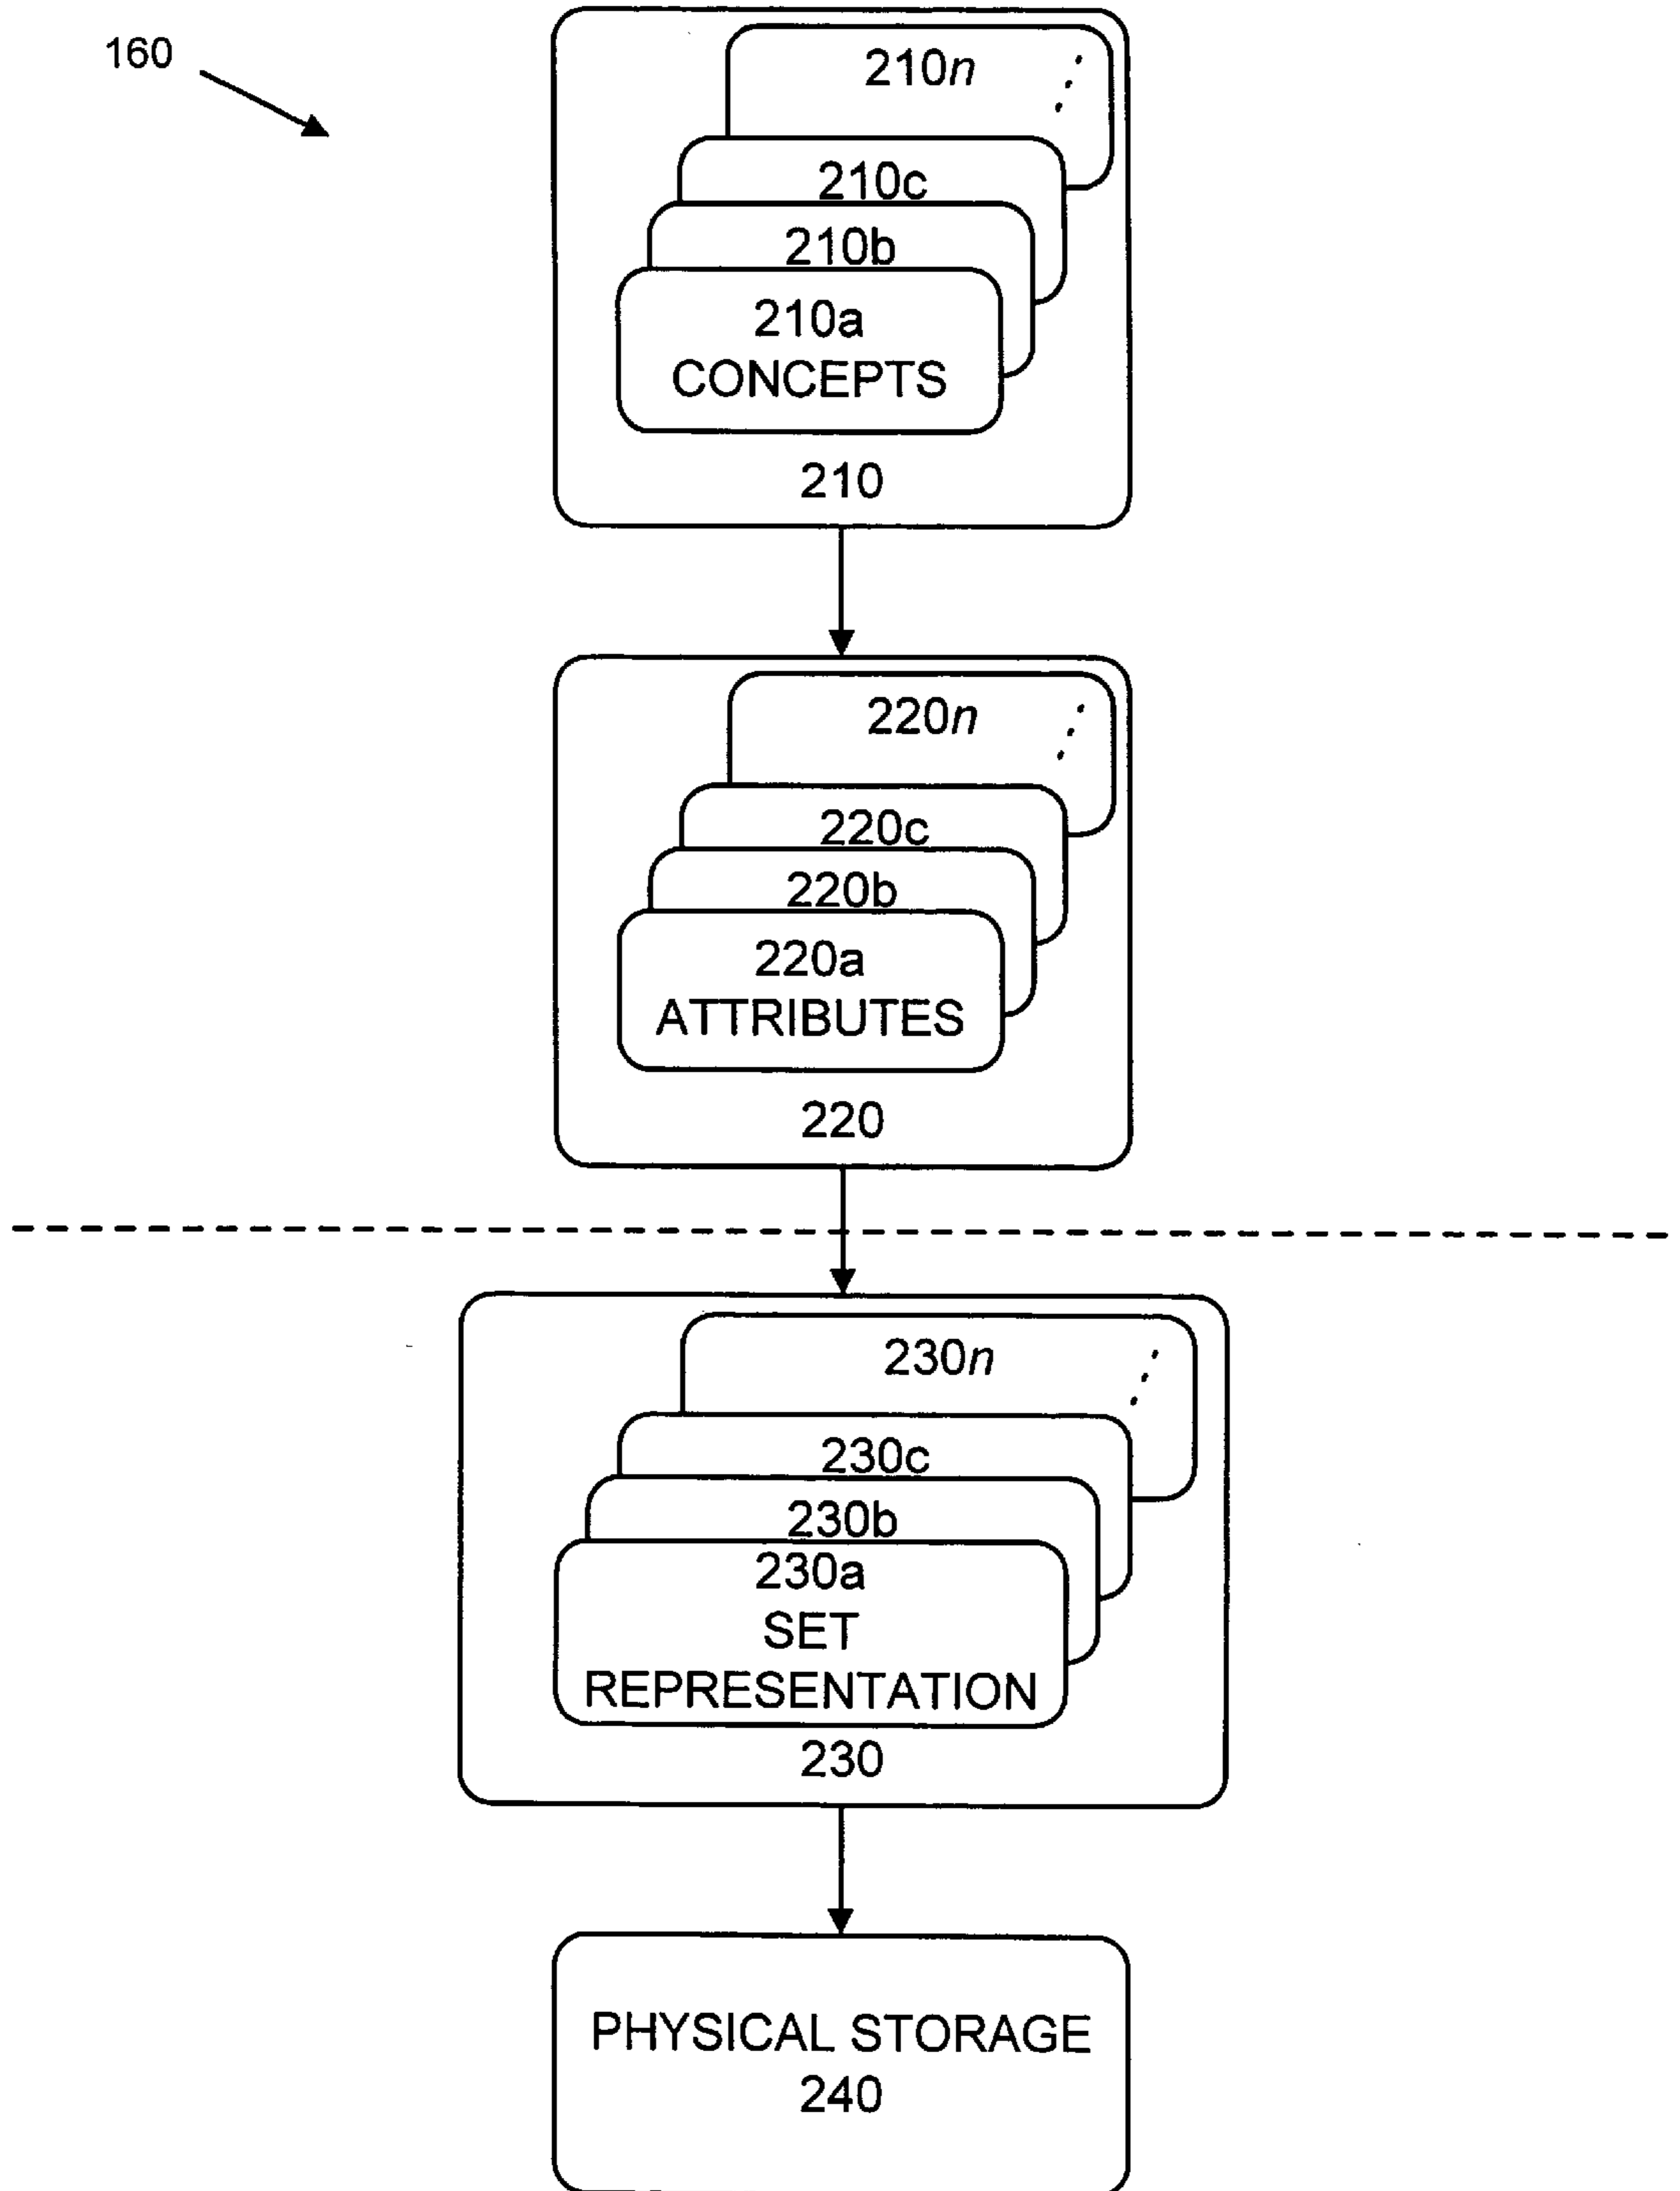 160
210n
210c
210b
210a
CONCEPTS
210
220n
220c
220b
220a
ATTRIBUTES
220
230n
230c
230b
230a
SET
REPRESENTATION
230
PHYSICAL STORAGE
240